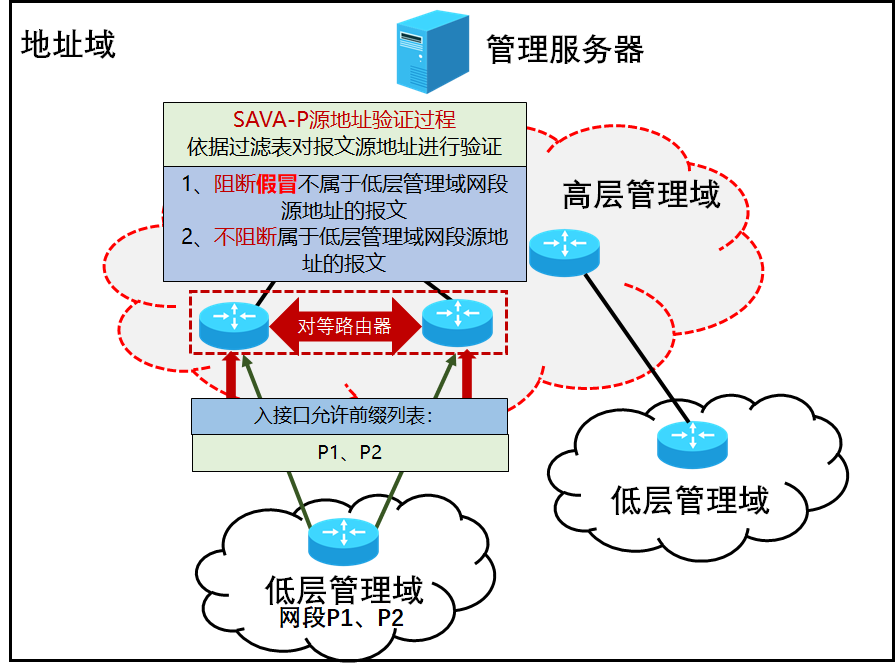 地址域
管理服务器
SAVA-P源地址验证过程
依据过滤表对报文源地址进行验证
1、阻断假冒不属于低层管理域网段
源地址的报文
2、不阻断属于低层管理域网段源地
址的报文
高层管理域
对等路由器
入接口允许前缀列表：
P1、P2
低层管理域
低层管理域
网段P1、P2